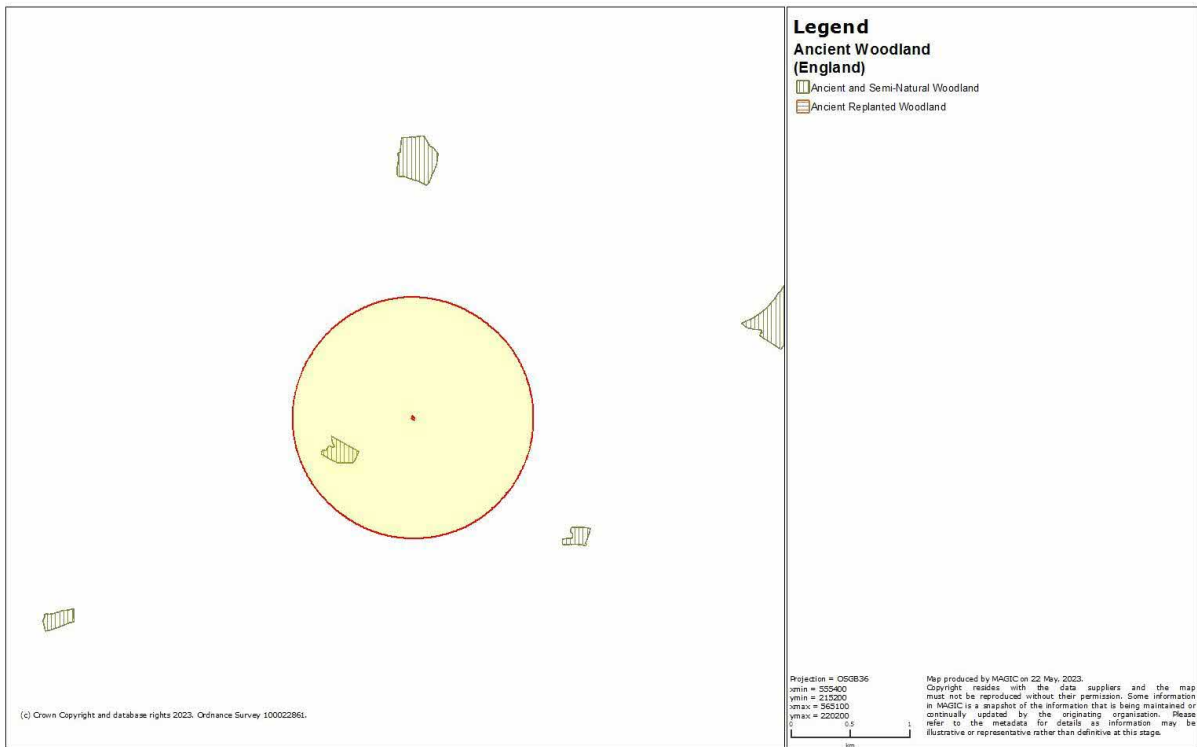 Legend
Ancient Woodland
(England)
Ancient and Semi-Natural Woodland
Ancient Replanted Woodland
(c) Crown Copyright and database rights 2023. Ordnance Survey 100022861.
Projection = OSGB36
xmin = 555400
ymin = 215200
xmax = 565100
ymax = 220200
0 0.5 1
km
Map produced by MAGIC on 22 May, 2023.
Copyright resides with the data suppliers and the map
must not be reproduced without their permission. Some information
in MAGIC is a snapshot of the information that is being maintained or
continually updated by the originating organisation. Please
refer to the metadata for details as information may be
illustrative or representative rather than definitive at this stage.